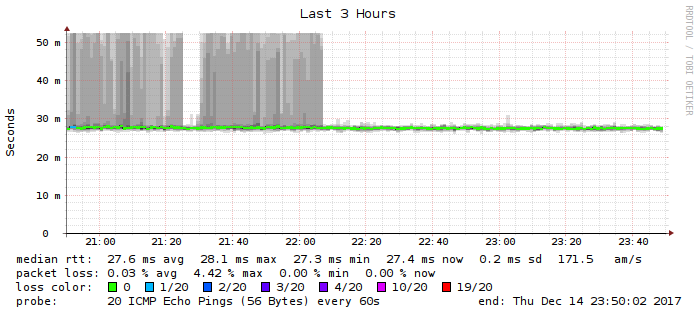 Last 3 Hours
RRDTOOL / TOBI OETIKER
Seconds
50 m
40 m
30 m
20 m
10 m
0
21:00 21:20 21:40 22:00 22:20 22:40 23:00 23:20 23:40
median rtt: 27.6 ms avg 28.1 ms max 27.3 ms min 27.4 ms now 0.2 ms sd 171.5 am/s
packet loss: 0.03 % avg 4.42 % max 0.00 % min 0.00 % now
loss color: 0 1/20 2/20 3/20 4/20 10/20 19/20
probe: 20 ICMP Echo Pings (56 Bytes) every 60s end: Thu Dec 14 23:50:02 2017